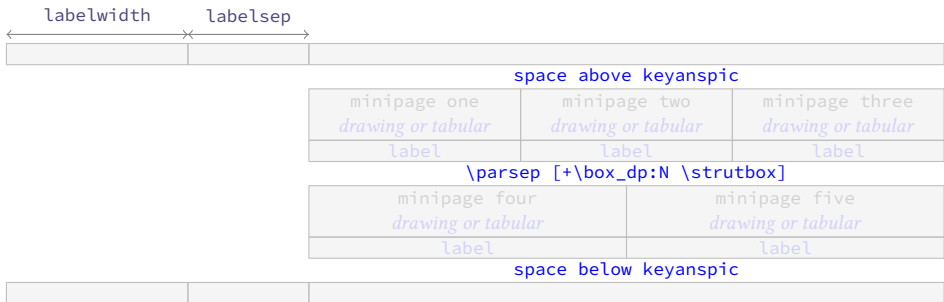 labelwidth labelsep
space above keyanspic
minipage one minipage two minipage three
drawing or tabular drawing or tabular drawing or tabular
label label label
\parsep [+\box_dp:N \strutbox]
minipage four minipage five
drawing or tabular drawing or tabular
label label
space below keyanspic